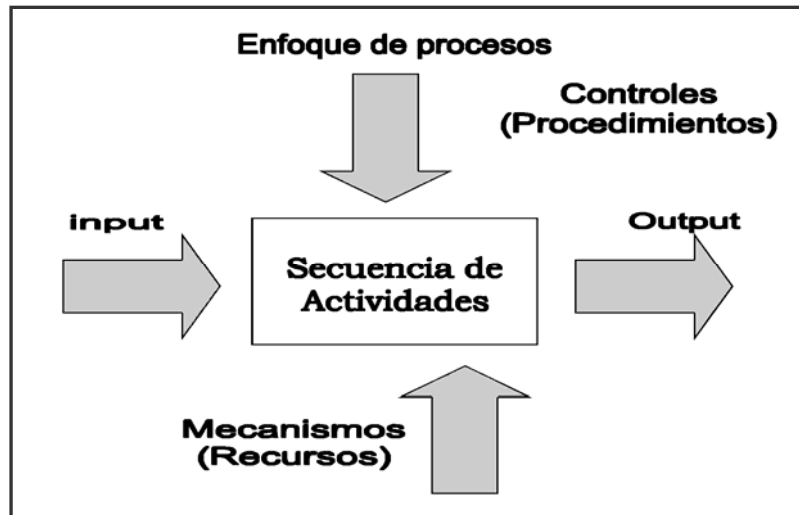 Enfoque de procesos
Controles
(Procedimientos)
input
Output
Secuencia de
Actividades
Mecanismos
(Recursos)